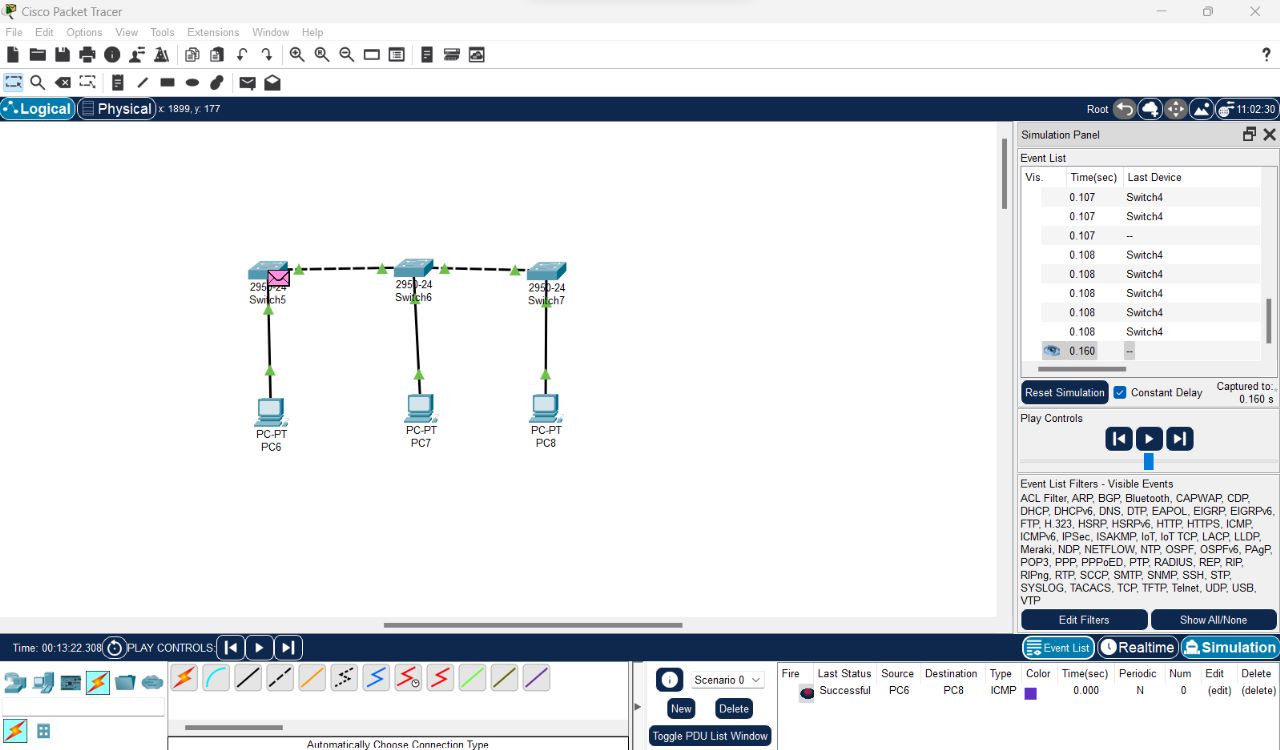 Cisco Packet Tracer
File Edit Options View Tools Extensions Window Help
Logical Physical x: 1899, y: 177 Root 11:02:30
Simulation Panel
Event List
Vis. Time(sec) Last Device
0.107 Switch4
0.107 Switch4
0.107 --
0.108 Switch4
0.108 Switch4
0.108 Switch4
0.108 Switch4
0.108 Switch4
0.160 --
Reset Simulation Constant Delay Captured to:
0.160 s
2950-24
Switch5
2950-24
Switch6
2950-24
Switch7
PC-PT
PC6
PC-PT
PC7
PC-PT
PC8
Play Controls
Event List Filters - Visible Events
ACL Filter, ARP, BGP, Bluetooth, CAPWAP, CDP,
DHCP, DHCPv6, DNS, DTP, EAPOL, EIGRP, EIGRPv6,
FTP, H.323, HSRP, HSRPv6, HTTP, HTTPS, ICMP,
ICMPv6, IPSec, ISAKMP, IoT, IoT TCP, LACP, LLDP,
Meraki, NDP, NETFLOW, NTP, OSPF, OSPFv6, PAgP,
POP3, PPP, PPPoED, PTP, RADIUS, REP, RIP,
RIPng, RTP, SCCP, SMTP, SNMP, SSH, STP,
SYSLOG, TACACS, TCP, TFTP, Telnet, UDP, USB,
VTP
Edit Filters Show All/None
Time: 00:13:22.308 PLAY CONTROLS: Event List Realtime Simulation
Scenario 0
New Delete
Toggle PDU List Window
Fire Last Status Source Destination Type Color Time(sec) Periodic Num Edit Delete
Successful PC6 PC8 ICMP 0.000 N 0 (edit) (delete)
Automatically Choose Connection Type